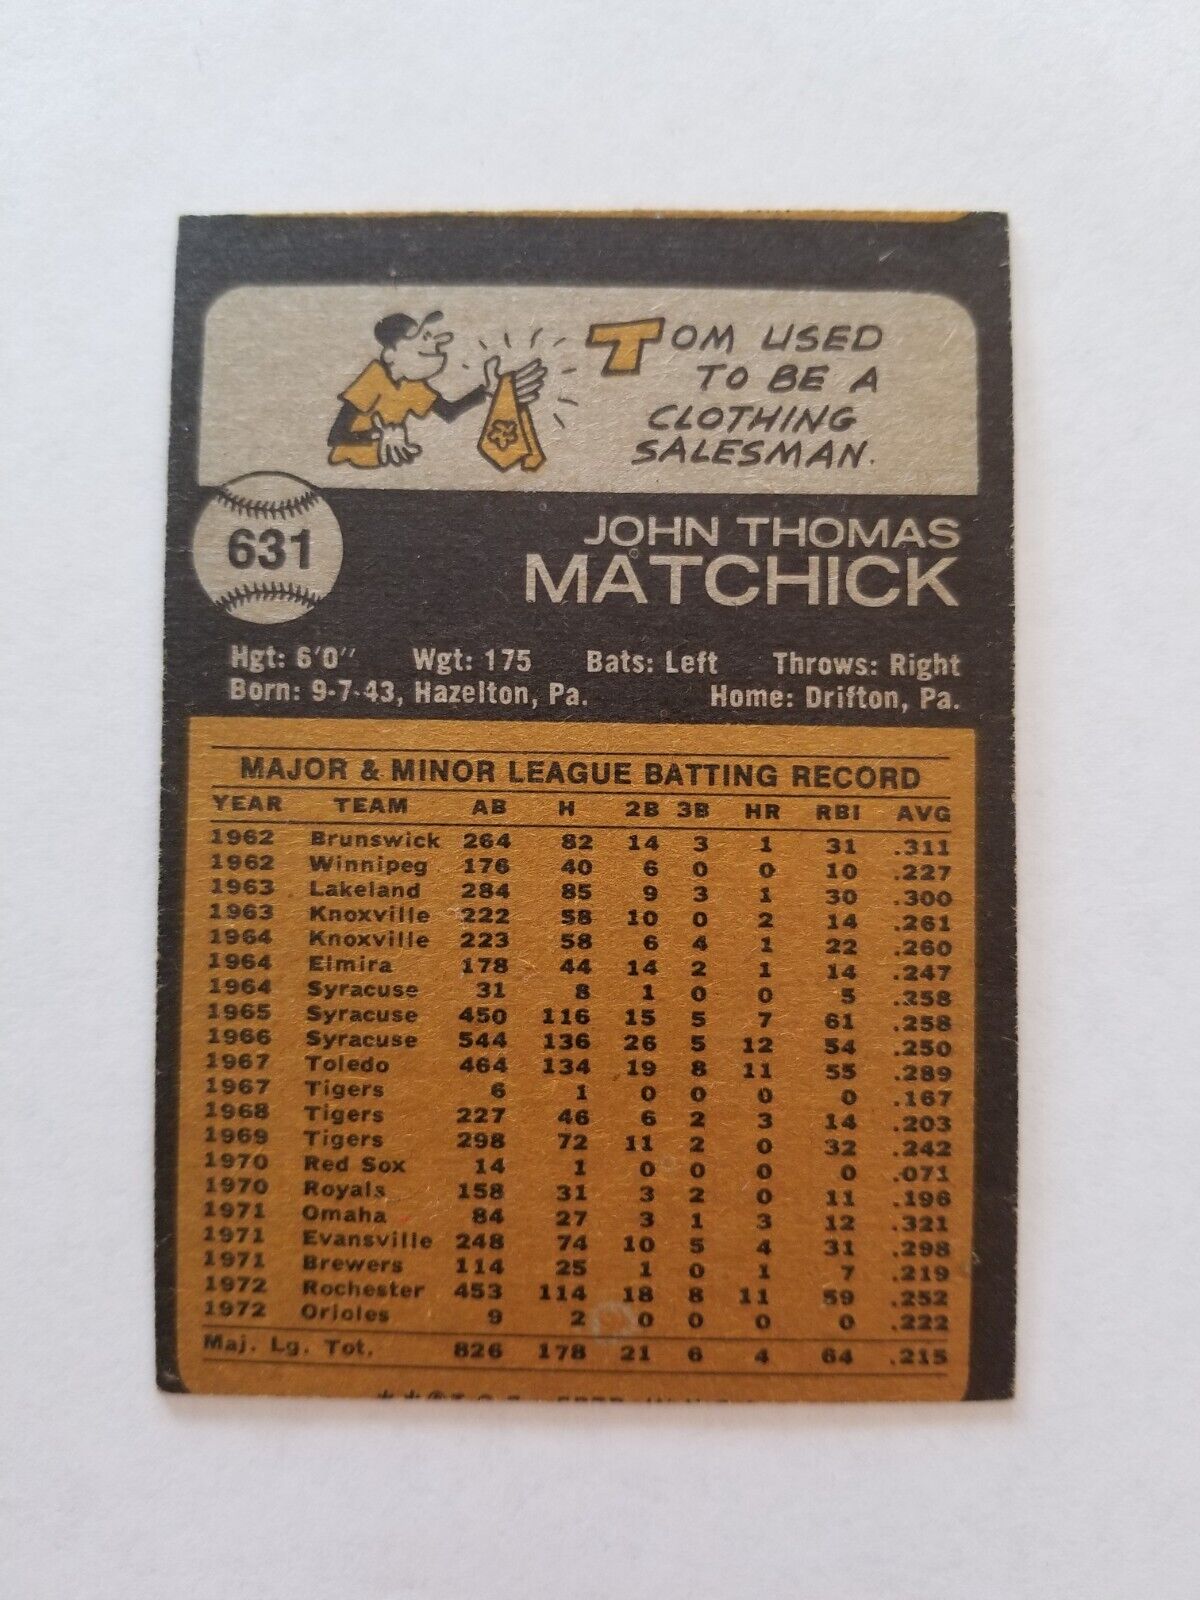 TOM USED
TO BE A
CLOTHING
SALESMAN.
631
JOHN THOMAS
MATCHICK
Hgt: 6'0" Wgt: 175 Bats: Left Throws: Right
Born: 9-7-43, Hazelton, Pa. Home: Drifton, Pa.
MAJOR & MINOR LEAGUE BATTING RECORD
YEAR TEAM AB H 2B 3B HR RBI AVG
1962 Brunswick 264 82 14 3 1 31 .311
1962 Winnipeg 176 40 6 0 0 10 .227
1963 Lakeland 284 85 9 3 1 30 .300
1963 Knoxville 222 58 10 0 2 14 .261
1964 Knoxville 223 58 6 4 1 22 .260
1964 Elmira 178 44 14 2 1 14 .247
1964 Syracuse 31 8 1 0 0 5 .258
1965 Syracuse 450 116 15 5 7 61 .258
1966 Syracuse 544 136 26 5 12 54 .250
1967 Toledo 464 134 19 8 11 55 .289
1967 Tigers 6 1 0 0 0 0 .167
1968 Tigers 227 46 6 2 3 14 .203
1969 Tigers 298 72 11 2 0 32 .242
1970 Red Sox 14 1 0 0 0 0 .071
1970 Royals 158 31 3 2 0 11 .196
1971 Omaha 84 27 3 1 3 12 .321
1971 Evansville 248 74 10 5 4 31 .298
1971 Brewers 114 25 1 0 1 7 .219
1972 Rochester 453 114 18 8 11 59 .252
1972 Orioles 9 2 0 0 0 0 .222
Maj. Lg. Tot. 826 178 21 6 4 64 .215